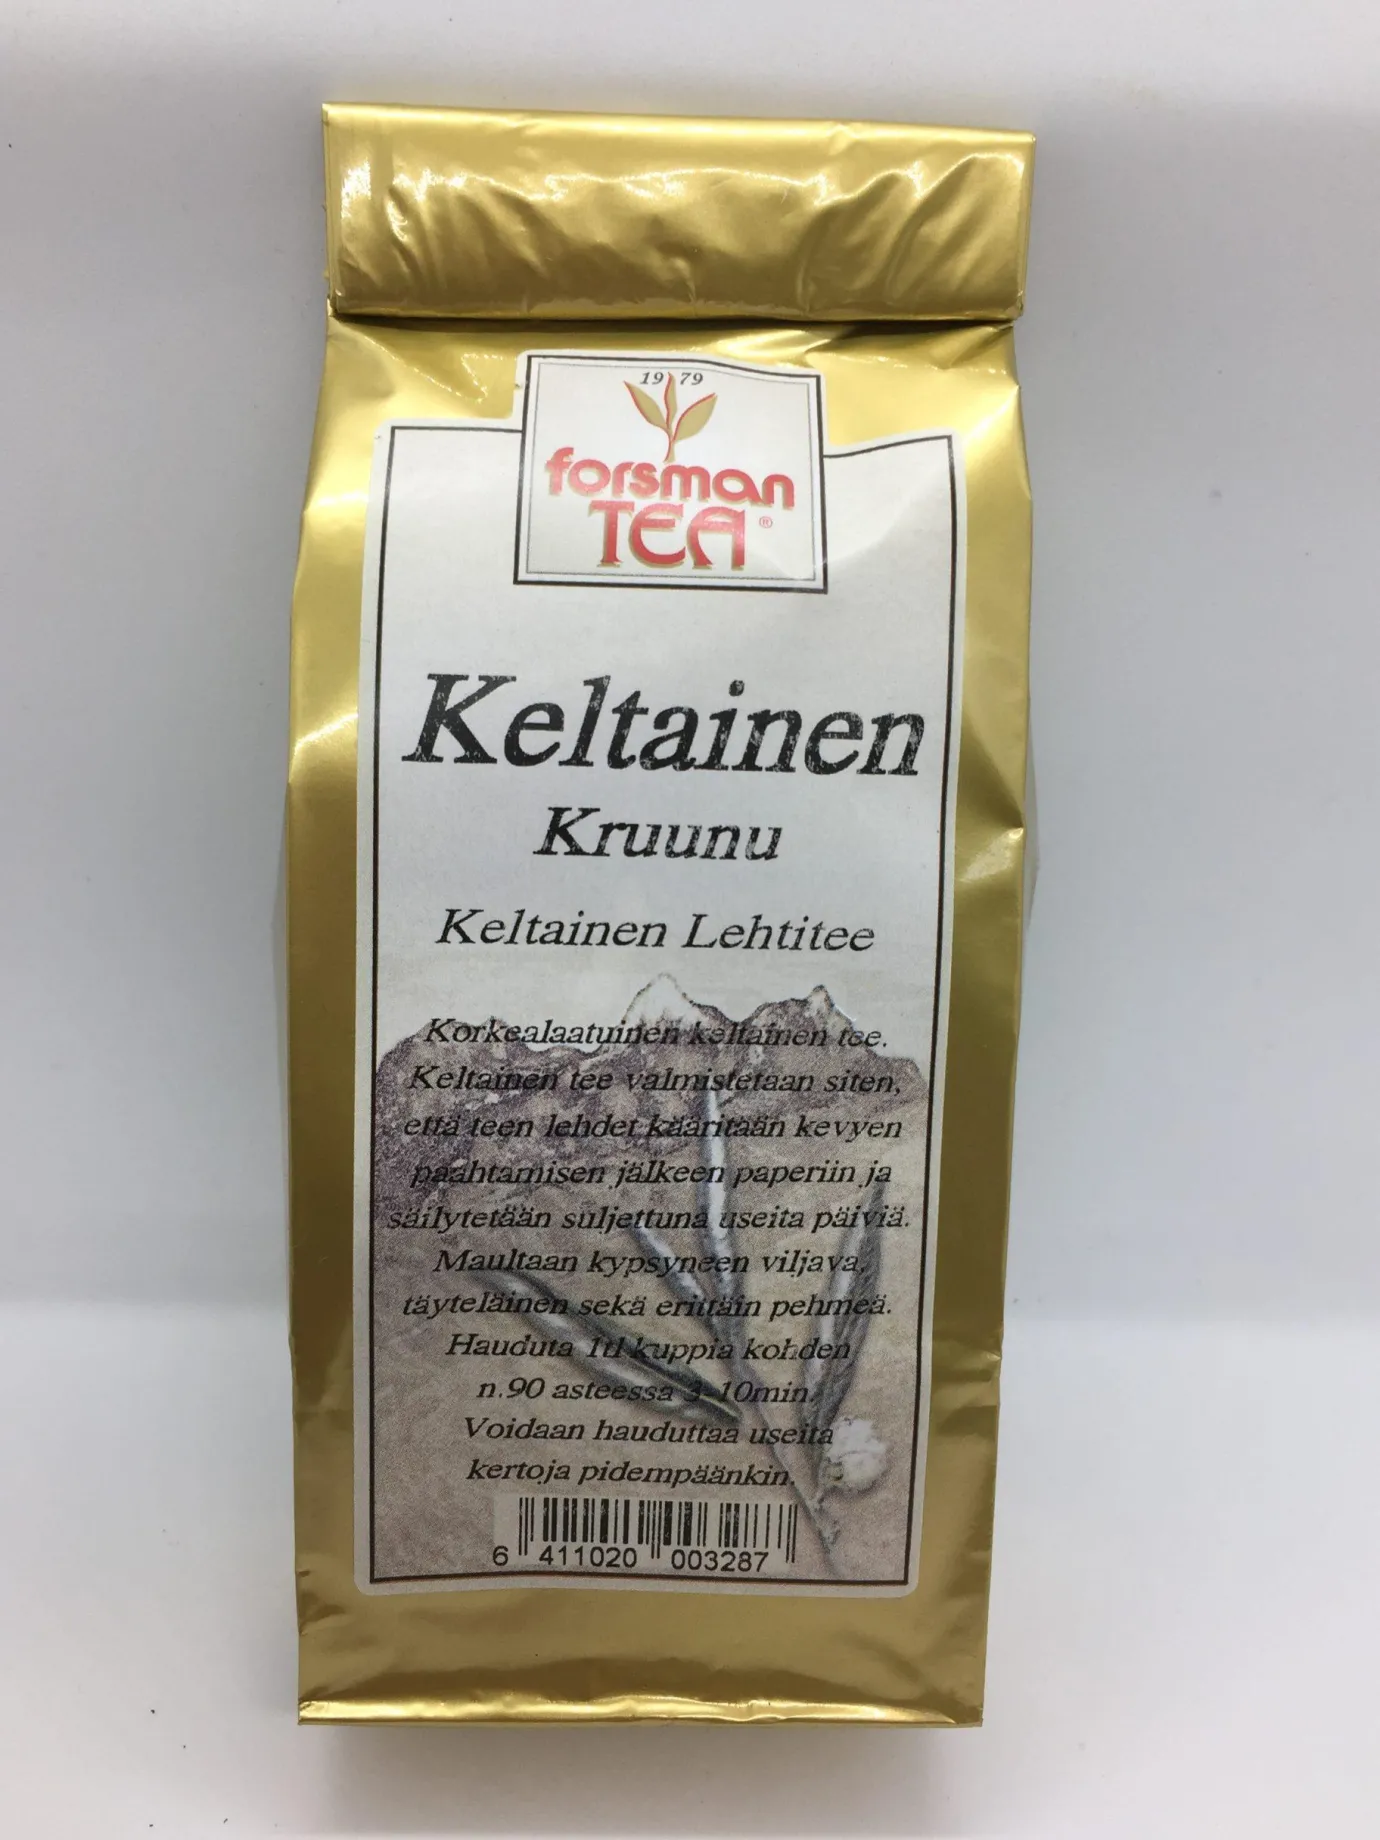 1979
forsman
TEA®
Keltainen
Kruunu
Keltainen Lehtitee
Korkealaatuinen keltainen tee.
Keltainen tee valmistetaan siten,
että teen lehdet kääritään kevyen
paahtamisen jälkeen paperiin ja
säilytetään suljettuna useita päiviä.
Maultaan kypsyneen viljava,
täyteläinen sekä erittäin pehmeä.
Hauduta 1tl kuppia kohden
n.90 asteessa 3-10min.
Voidaan hauduttaa useita
kertoja pidempäänkin.
6 411020 003287